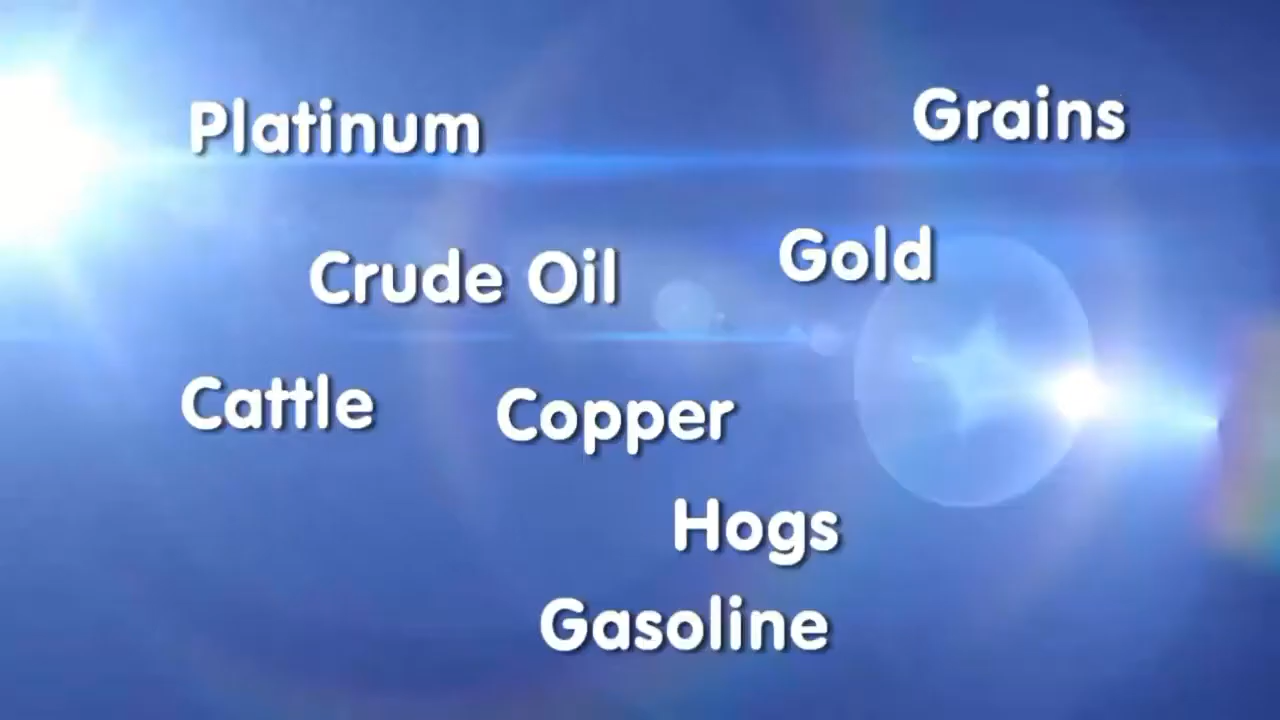 Platinum
Grains
Crude Oil
Gold
Cattle
Copper
Hogs
Gasoline